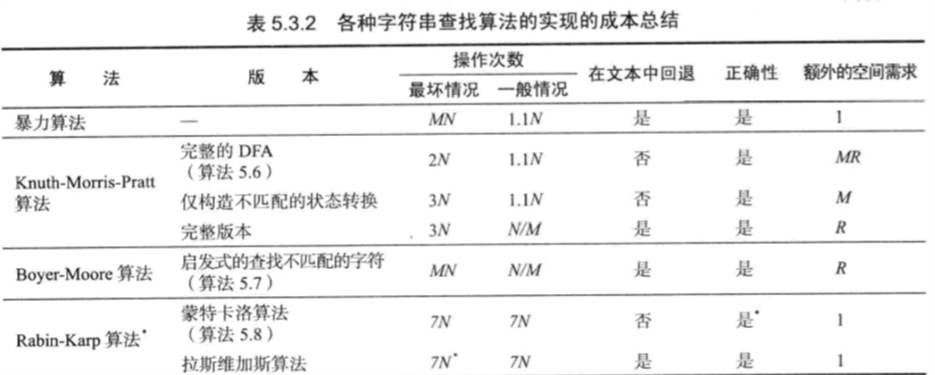 表 5.3.2 各种字符串查找算法的实现的成本总结
算 法 版 本 操作次数 在文本中回退 正确性 额外的空间需求
最坏情况 一般情况
暴力算法 — MN 1.1N 是 是 1
Knuth-Morris-Pratt 算法 完整的 DFA（算法 5.6） 2N 1.1N 否 是 MR
仅构造不匹配的状态转换 3N 1.1N 否 是 M
完整版本 3N N/M 是 是 R
Boyer-Moore 算法 启发式的查找不匹配的字符（算法 5.7） MN N/M 是 是 R
Rabin-Karp 算法* 蒙特卡洛算法（算法 5.8） 7N 7N 否 是* 1
拉斯维加斯算法 7N* 7N 是 是 1